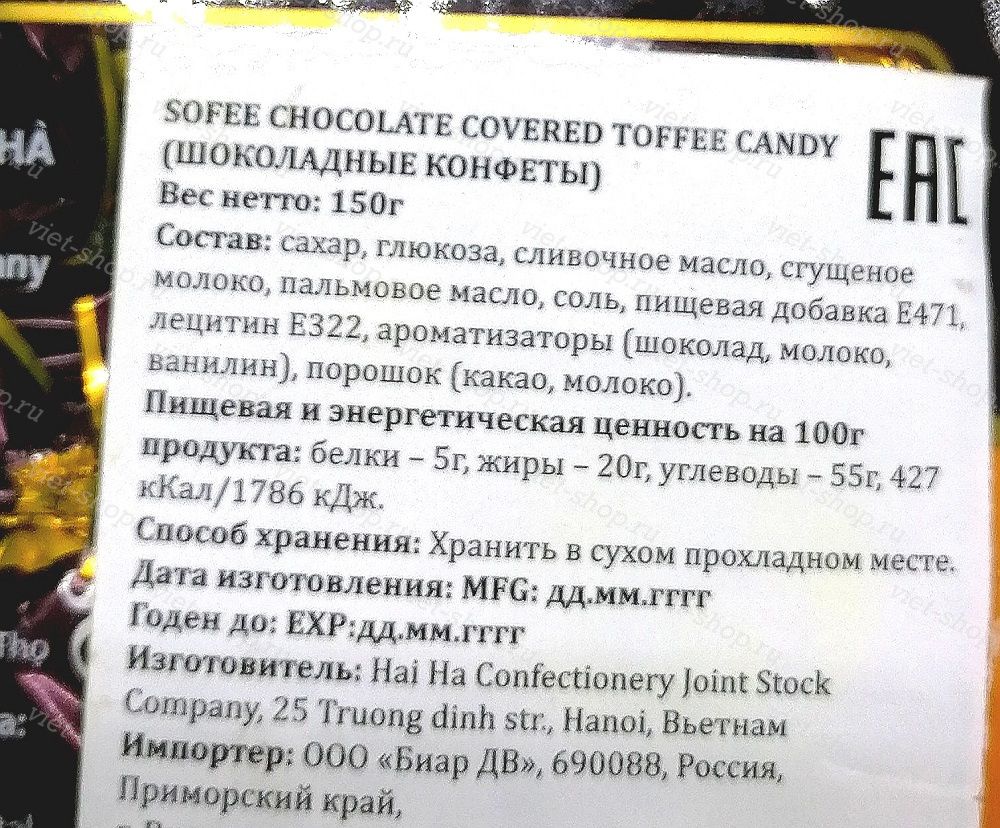 SOFEE CHOCOLATE COVERED TOFFEE CANDY
(ШОКОЛАДНЫЕ КОНФЕТЫ)
EAC
Вес нетто: 150г
Состав: сахар, глюкоза, сливочное масло, сгущеное
молоко, пальмовое масло, соль, пищевая добавка Е471,
лецитин Е322, ароматизаторы (шоколад, молоко,
ванилин), порошок (какао, молоко).
Пищевая и энергетическая ценность на 100г
продукта: белки – 5г, жиры – 20г, углеводы – 55г, 427
кКал/1786 кДж.
Способ хранения: Хранить в сухом прохладном месте.
Дата изготовления: MFG: дд.мм.гггг
Годен до: EXP:дд.мм.гггг
Изготовитель: Hai Ha Confectionery Joint Stock
Company, 25 Truong dinh str., Hanoi, Вьетнам
Импортер: ООО «Биар ДВ», 690088, Россия,
Приморский край,
HÀ
any
Thọ
a:
viet-shop.ru